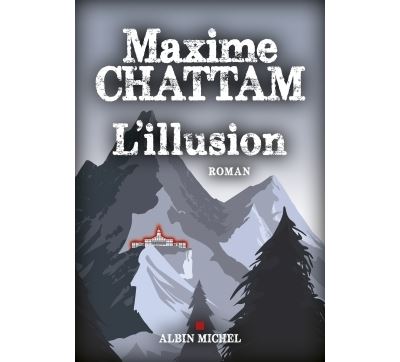 Maxime
CHATTAM
L'illusion
ROMAN
ALBIN MICHEL